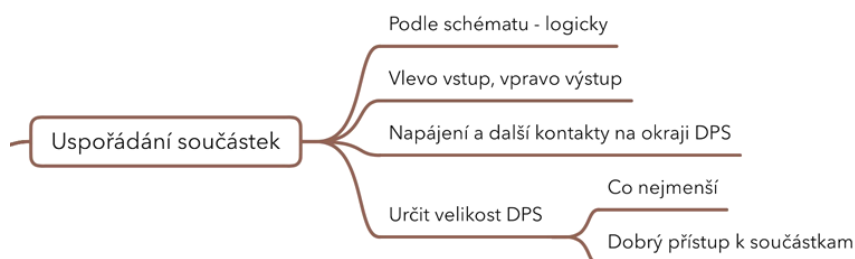 Podle schématu - logicky
Vlevo vstup, vpravo výstup
Uspořádání součástek
Napájení a další kontakty na okraji DPS
Co nejmenší
Určit velikost DPS
Dobrý přístup k součástkam